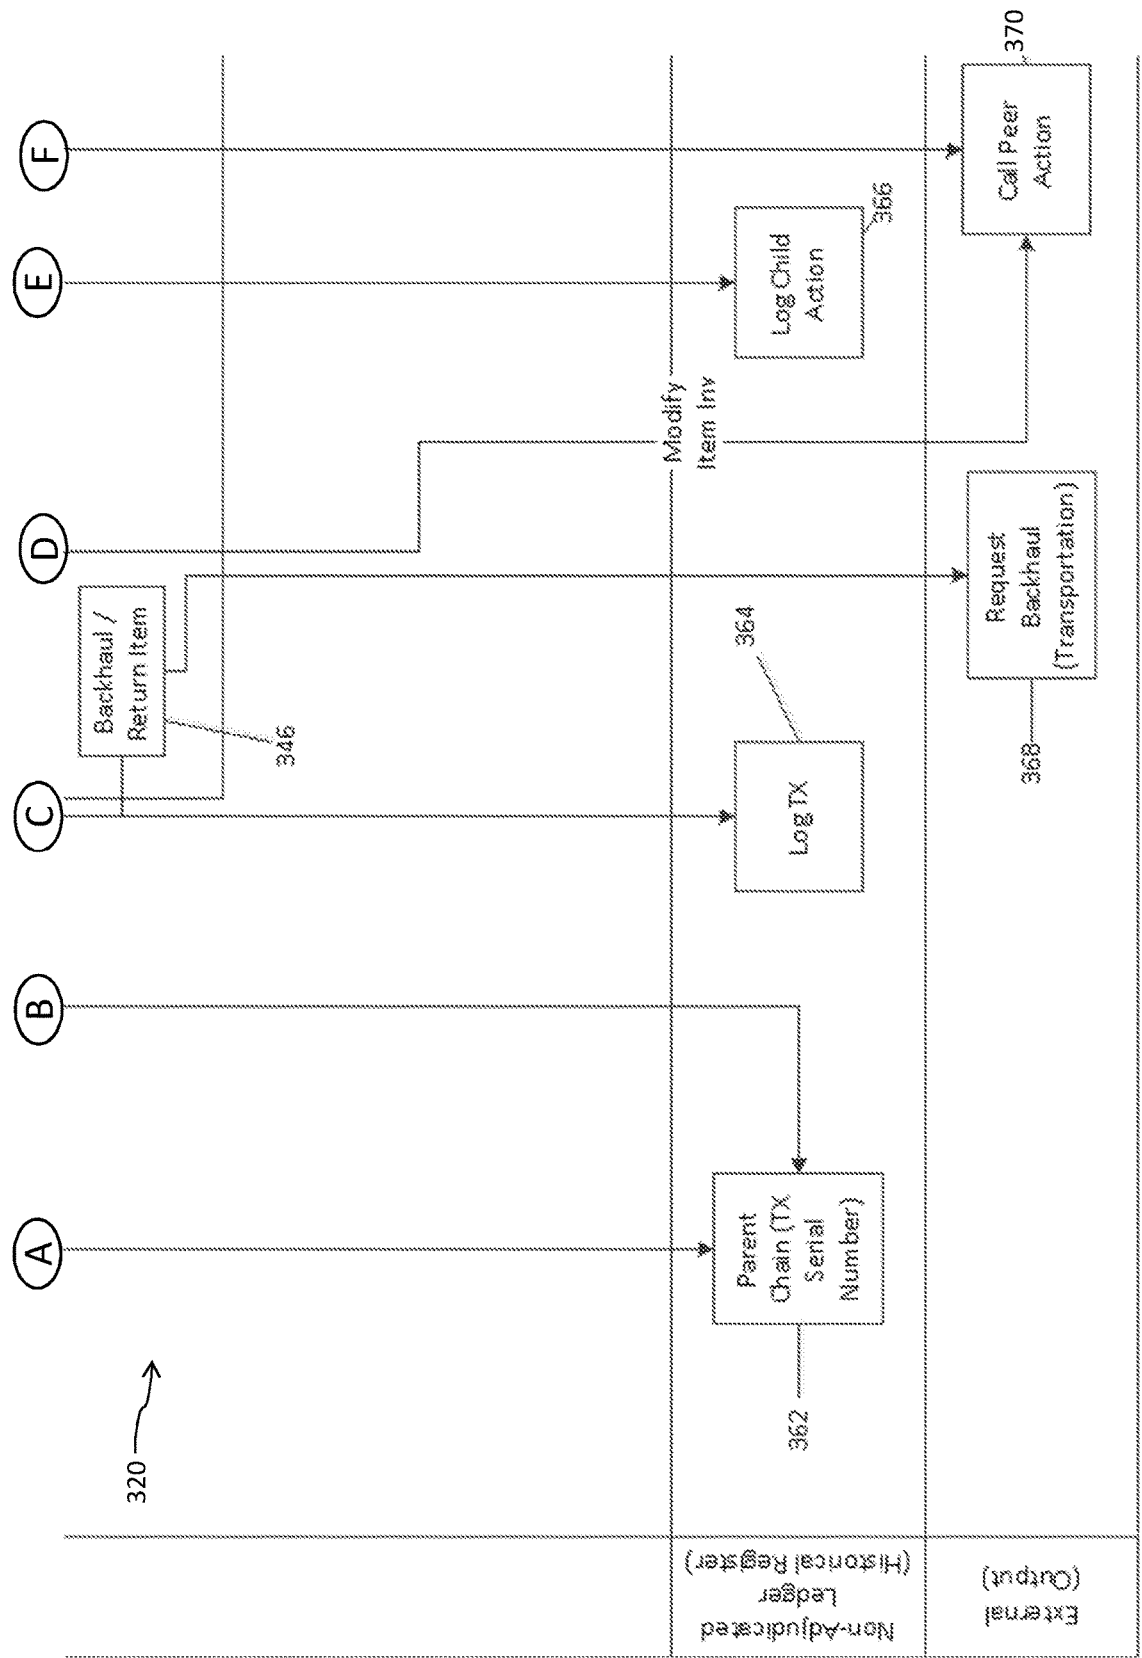 A
B
C
D
E
F
320
Backhaul /
Return Item
346
Modify
Item Inv
Non-Adjudicated
Ledger
(Historical Register)
362
Parent
Chain (TX
Serial
Number)
Log TX
364
Log Child
Action
366
External
(Output)
368
Request
Backhaul
(Transportation)
Call Peer
Action
370